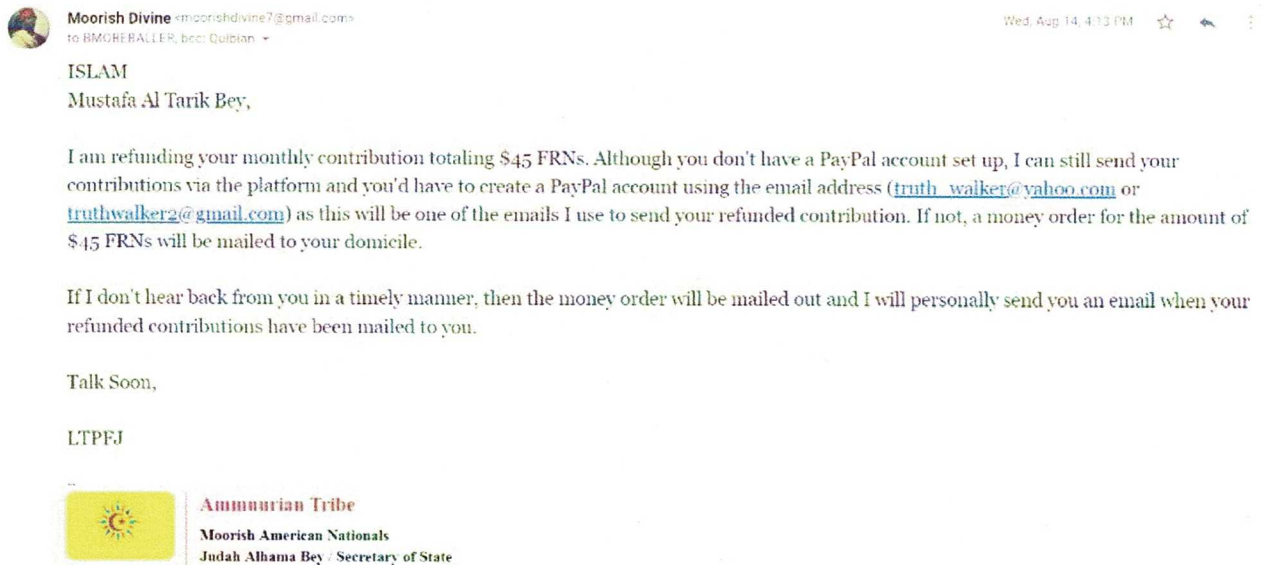 Moorish Divine <moorishdivine7@gmail.com>
Wed, Aug 14, 4:13 PM
to BMOREBALLER, bcc: Quibian
ISLAM
Mustafa Al Tarik Bey,
I am refunding your monthly contribution totaling $45 FRNs. Although you don't have a PayPal account set up, I can still send your
contributions via the platform and you'd have to create a PayPal account using the email address (truth_walker@yahoo.com or
truthwalker2@gmail.com) as this will be one of the emails I use to send your refunded contribution. If not, a money order for the amount of
$45 FRNs will be mailed to your domicile.
If I don't hear back from you in a timely manner, then the money order will be mailed out and I will personally send you an email when your
refunded contributions have been mailed to you.
Talk Soon,
LTPFJ
--
Ammnurian Tribe
Moorish American Nationals
Judah Alhama Bey / Secretary of State